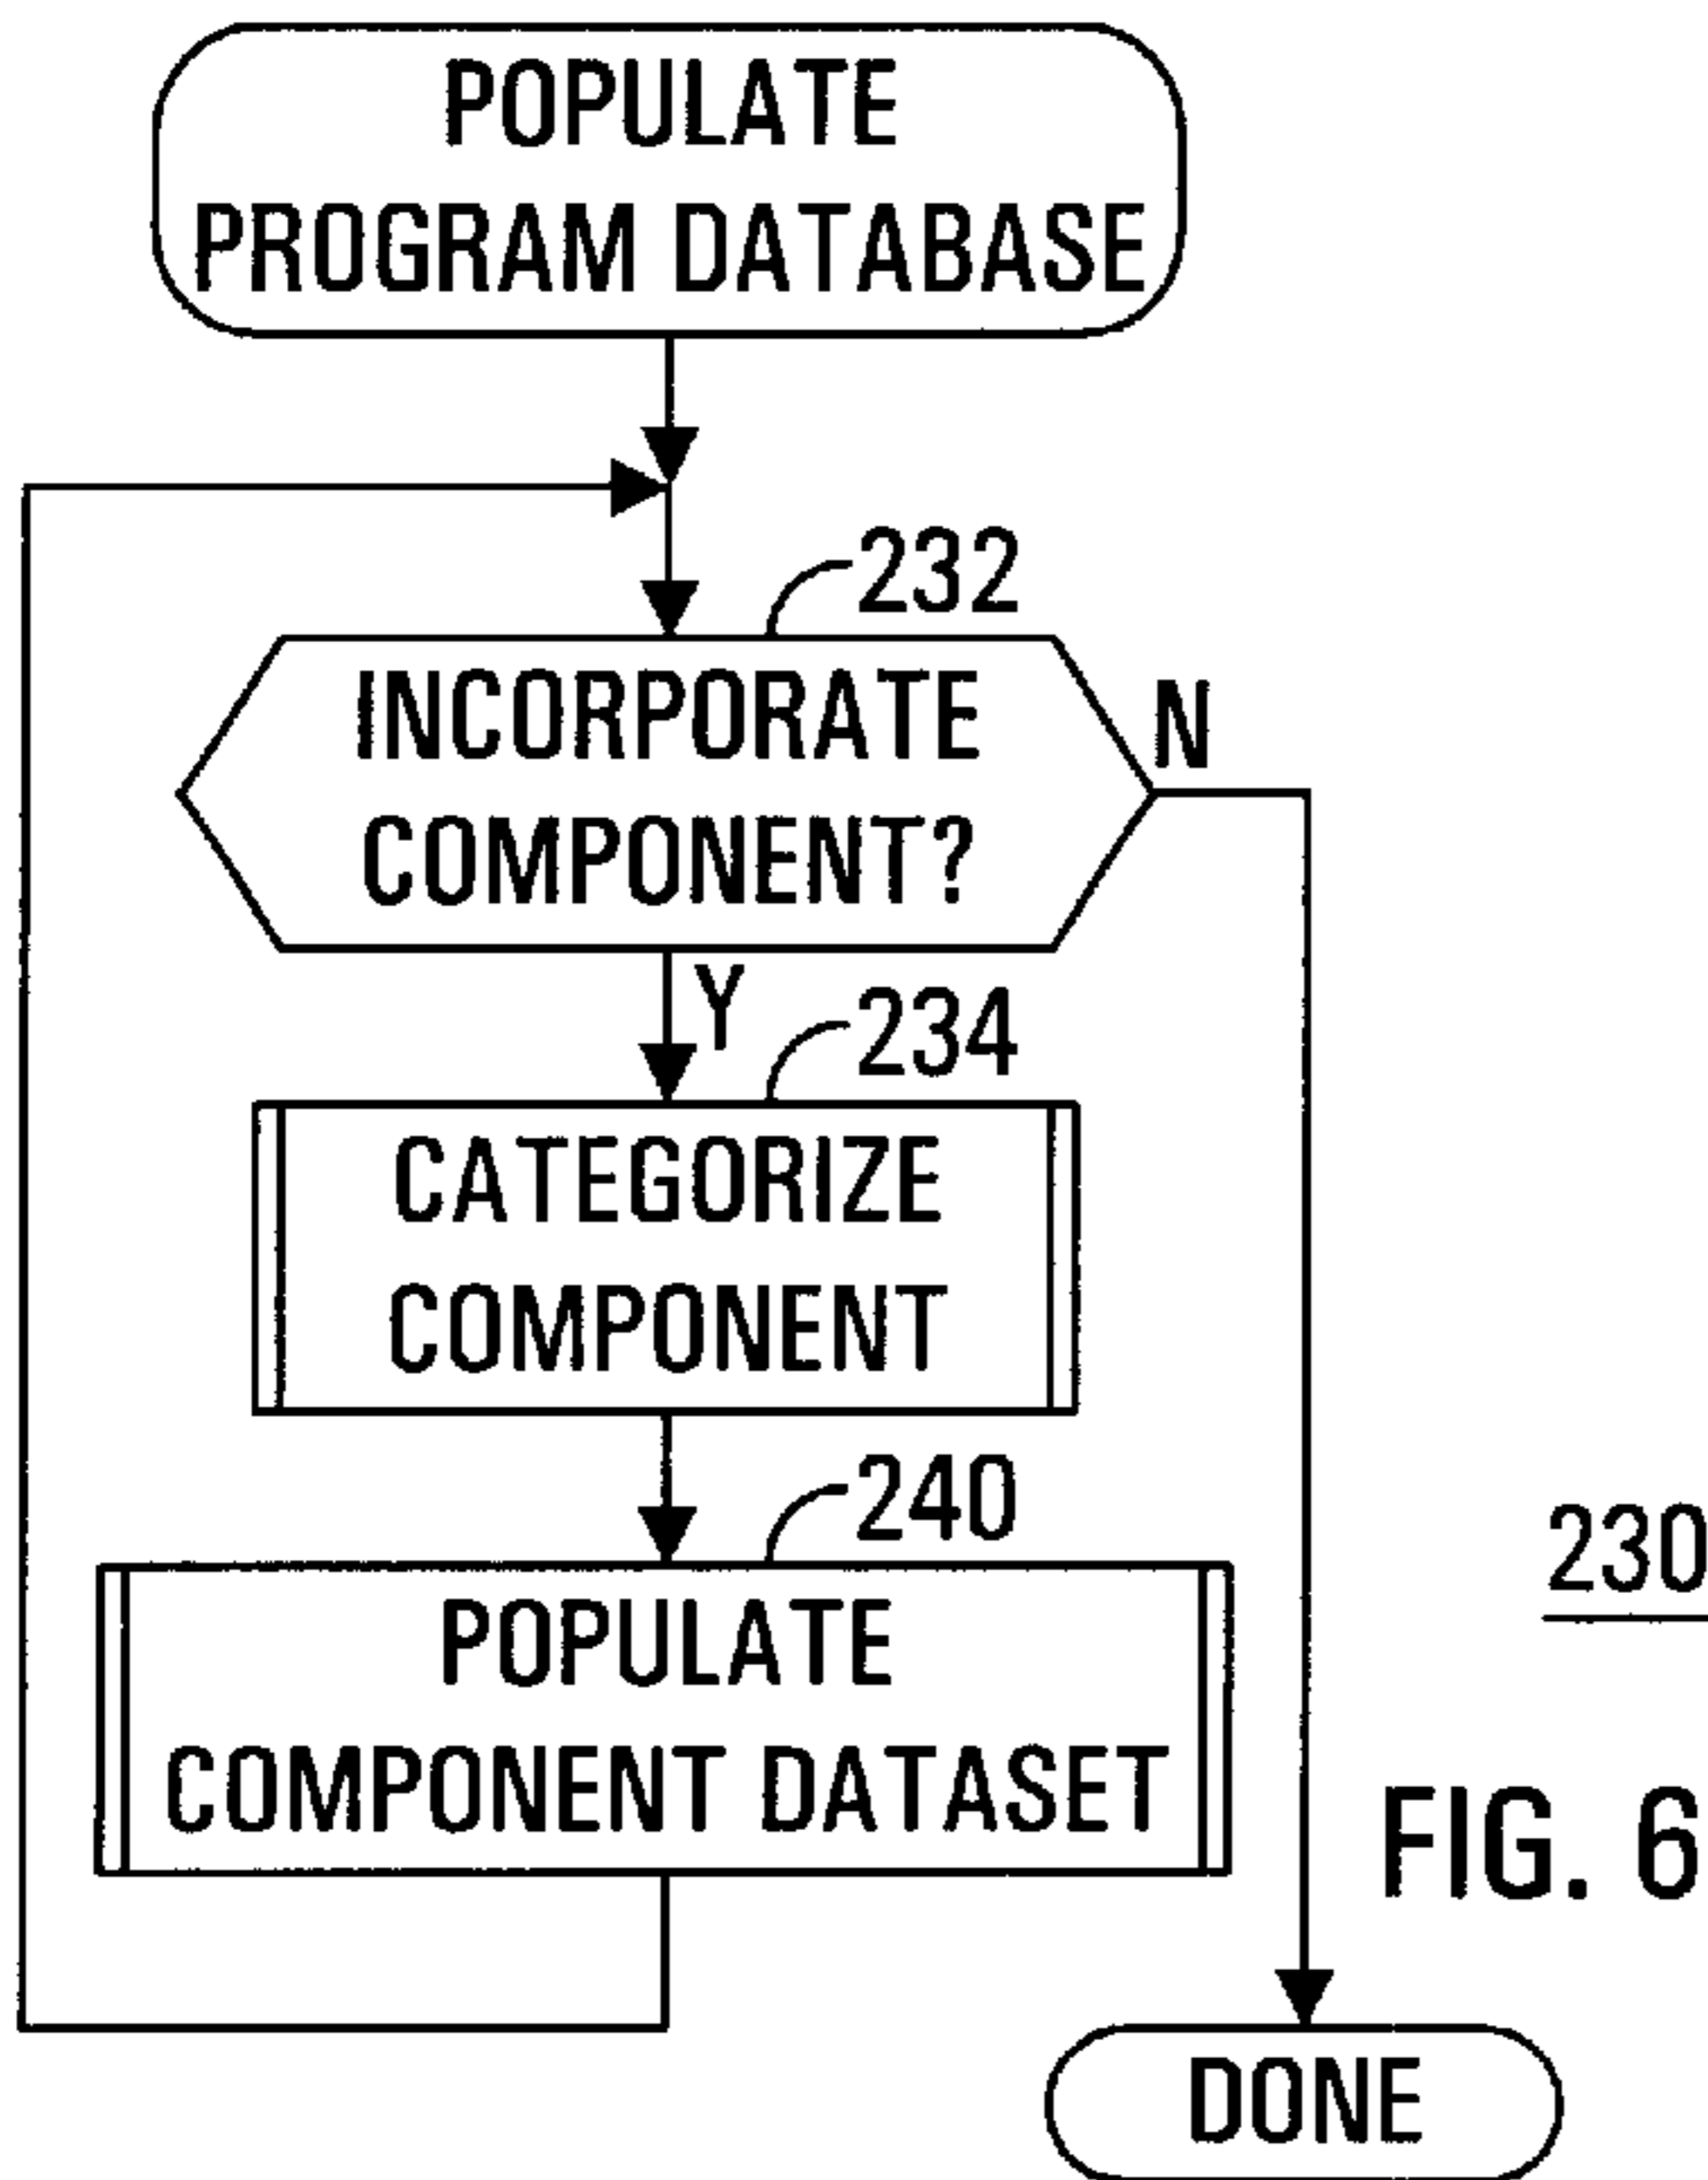 POPULATE
PROGRAM DATABASE
232
INCORPORATE
COMPONENT?
N
Y
234
CATEGORIZE
COMPONENT
240
POPULATE
COMPONENT DATASET
230
FIG. 6
DONE